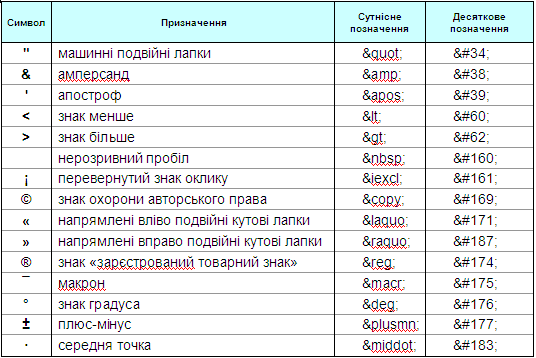 Символ Призначення Сутнісне позначення Десяткове позначення
" машинні подвійні лапки &quot; &#34;
& амперсанд &amp; &#38;
' апостроф &apos; &#39;
< знак менше &lt; &#60;
> знак більше &gt; &#62;
нерозривний пробіл &nbsp; &#160;
¡ перевернутий знак оклику &iexcl; &#161;
© знак охорони авторського права &copy; &#169;
« напрямлені вліво подвійні кутові лапки &laquo; &#171;
» напрямлені вправо подвійні кутові лапки &raquo; &#187;
® знак «зарєстрований товарний знак» &reg; &#174;
¯ макрон &macr; &#175;
° знак градуса &deg; &#176;
± плюс-мінус &plusmn; &#177;
· середня точка &middot; &#183;